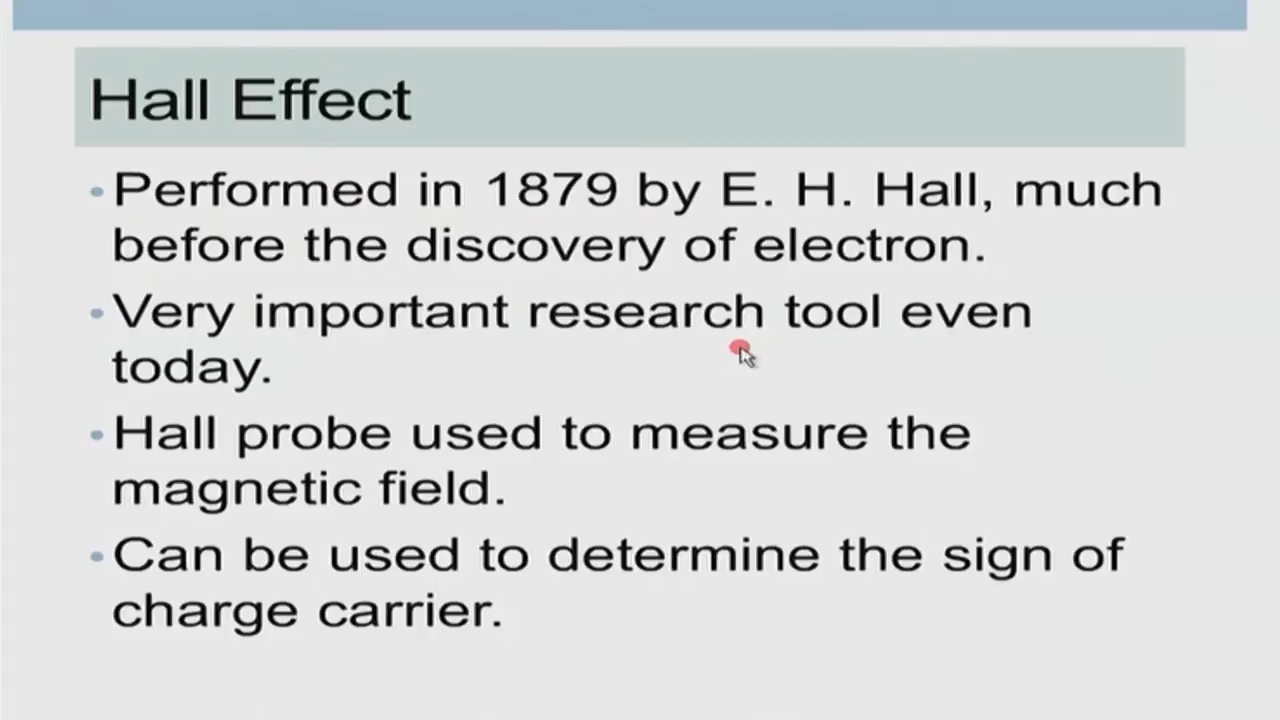 Hall Effect
• Performed in 1879 by E. H. Hall, much
before the discovery of electron.
• Very important research tool even
today.
• Hall probe used to measure the
magnetic field.
• Can be used to determine the sign of
charge carrier.